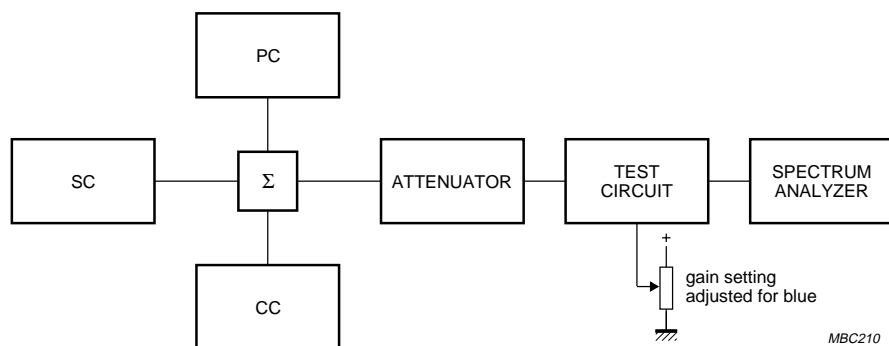 PC
SC
Σ
ATTENUATOR
TEST
CIRCUIT
SPECTRUM
ANALYZER
+
gain setting
adjusted for blue
CC
MBC210